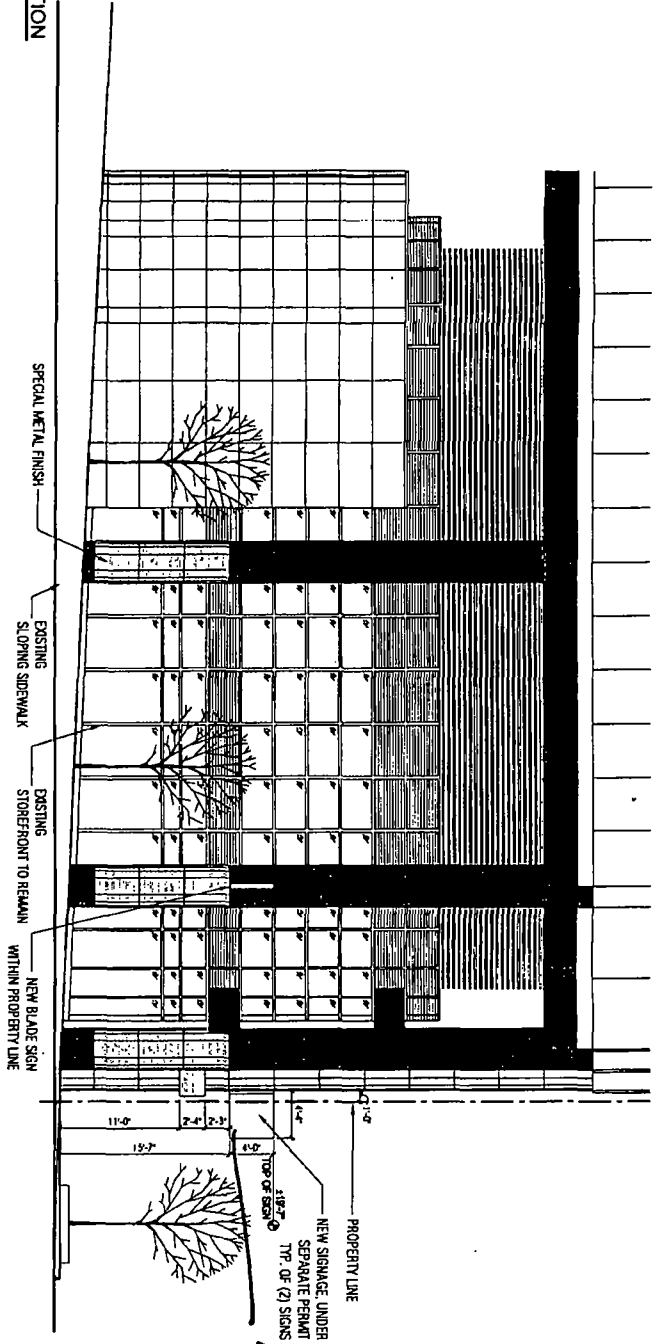 TION
SPECIAL METAL FINISH
EXISTING
SLOPING SIDEWALK
EXISTING
STOREFRONT TO REMAIN
NEW BLADE SIGN
WITHIN PROPERTY LINE
11'-0"
2'-4"
2'-3"
15'-7"
4'-0"
4'-4"
1'-0"
±19'-7"
TOP OF SIGN
PROPERTY LINE
NEW SIGNAGE, UNDER
SEPARATE PERMIT
TYP. OF (2) SIGNS